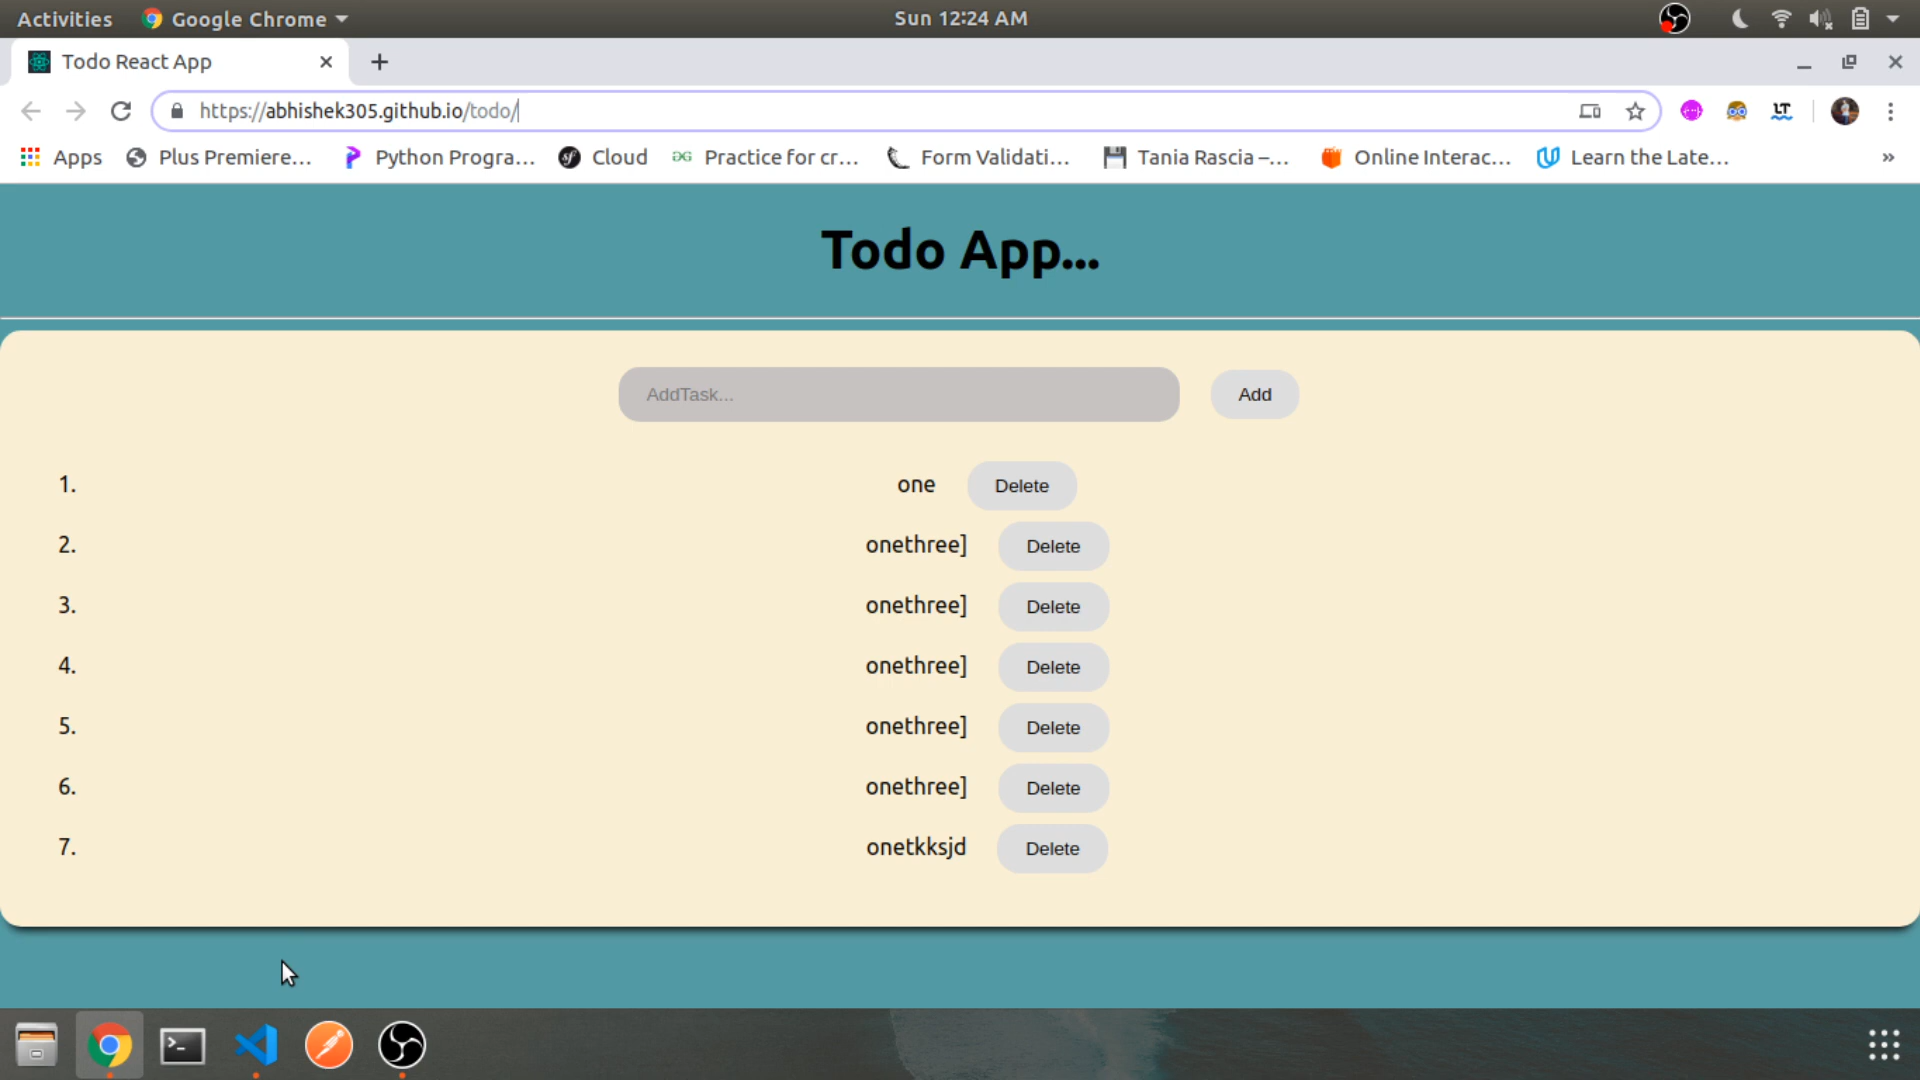 Activities Google Chrome Sun 12:24 AM
Todo React App
https://abhishek305.github.io/todo/
Apps Plus Premiere... Python Progra... Cloud Practice for cr... Form Validati... Tania Rascia –... Online Interac... Learn the Late... »
Todo App...
AddTask... Add
1. one Delete
2. onethree] Delete
3. onethree] Delete
4. onethree] Delete
5. onethree] Delete
6. onethree] Delete
7. onetkksjd Delete